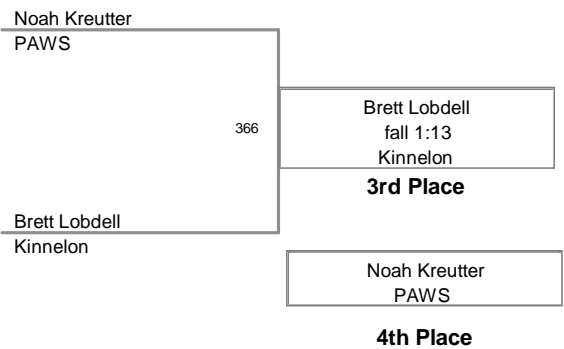 Noah Kreutter
PAWS
366
Brett Lobdell
fall 1:13
Kinnelon
3rd Place
Brett Lobdell
Kinnelon
Noah Kreutter
PAWS
4th Place